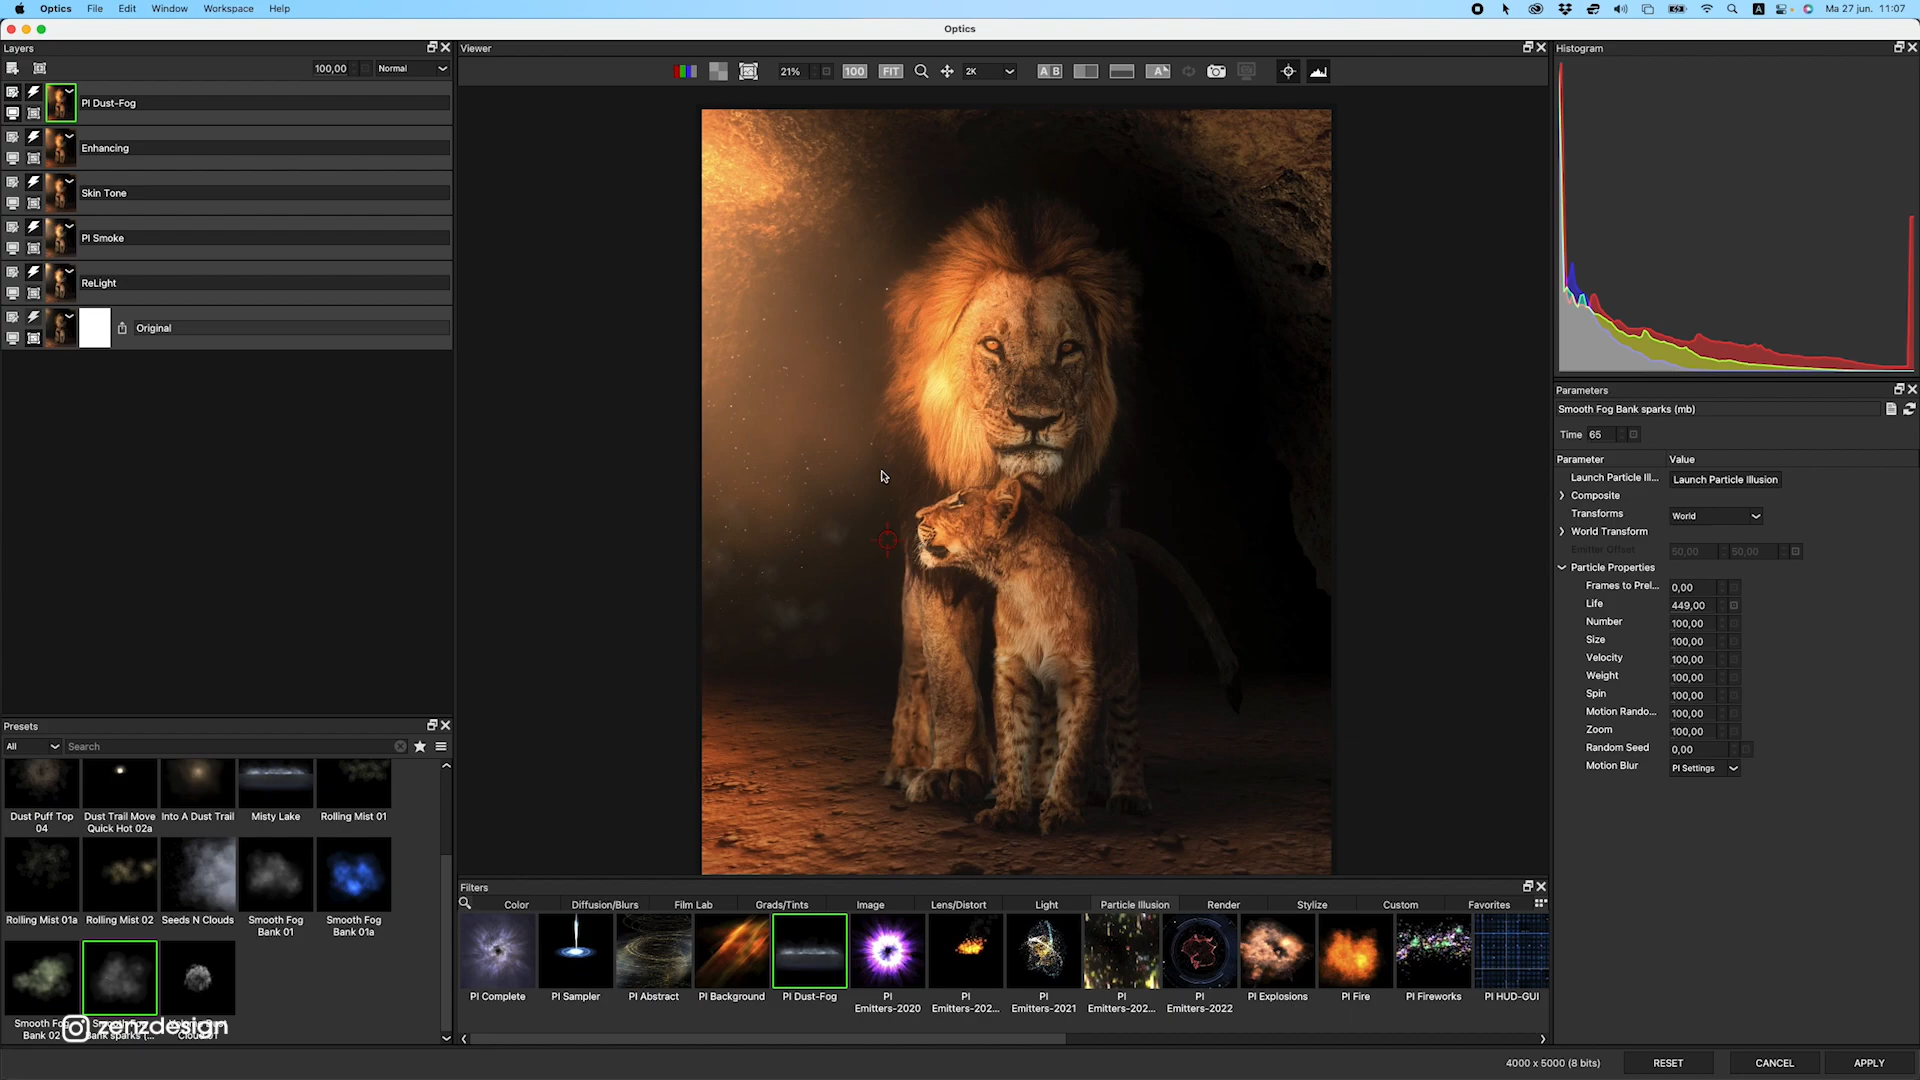 Optics File Edit Window Workspace Help
Ma 27 jun. 11:07
Optics
Layers
100,00 Normal
PI Dust-Fog
Enhancing
Skin Tone
PI Smoke
ReLight
Original
Viewer
21% 100 FIT 2K A B A
Histogram
Parameters
Smooth Fog Bank sparks (mb)
Time 65
Parameter Value
Launch Particle Ill... Launch Particle Illusion
Composite
Transforms World
World Transform
Emitter Offset 50,00 50,00
Particle Properties
Frames to Prel... 0,00
Life 449,00
Number 100,00
Size 100,00
Velocity 100,00
Weight 100,00
Spin 100,00
Motion Rando... 100,00
Zoom 100,00
Random Seed 0,00
Motion Blur PI Settings
Presets
All Search
Dust Puff Top 04
Dust Trail Move Quick Hot 02a
Into A Dust Trail
Misty Lake
Rolling Mist 01
Rolling Mist 01a
Rolling Mist 02
Seeds N Clouds
Smooth Fog Bank 01
Smooth Fog Bank 01a
Smooth Fog Bank 02
zenzdesign
Filters
Color Diffusion/Blurs Film Lab Grads/Tints Image Lens/Distort Light Particle Illusion Render Stylize Custom Favorites
PI Complete
PI Sampler
PI Abstract
PI Background
PI Dust-Fog
PI Emitters-2020
PI Emitters-202...
PI Emitters-2021
PI Emitters-202...
PI Emitters-2022
PI Explosions
PI Fire
PI Fireworks
PI HUD-GUI
4000 x 5000 (8 bits) RESET CANCEL APPLY